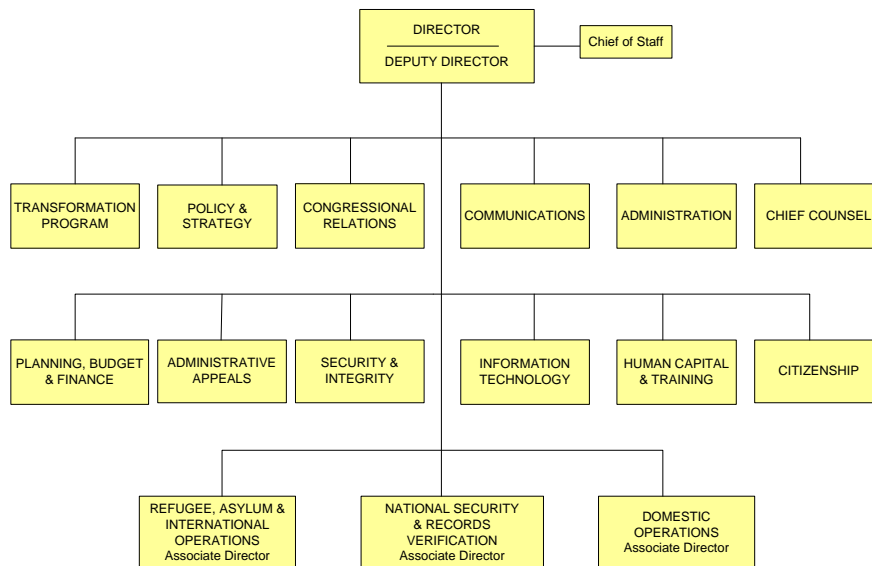 DIRECTOR
DEPUTY DIRECTOR
Chief of Staff
TRANSFORMATION
PROGRAM
POLICY &
STRATEGY
CONGRESSIONAL
RELATIONS
COMMUNICATIONS
ADMINISTRATION
CHIEF COUNSEL
PLANNING, BUDGET
& FINANCE
ADMINISTRATIVE
APPEALS
SECURITY &
INTEGRITY
INFORMATION
TECHNOLOGY
HUMAN CAPITAL
& TRAINING
CITIZENSHIP
REFUGEE, ASYLUM &
INTERNATIONAL
OPERATIONS
Associate Director
NATIONAL SECURITY
& RECORDS
VERIFICATION
Associate Director
DOMESTIC
OPERATIONS
Associate Director